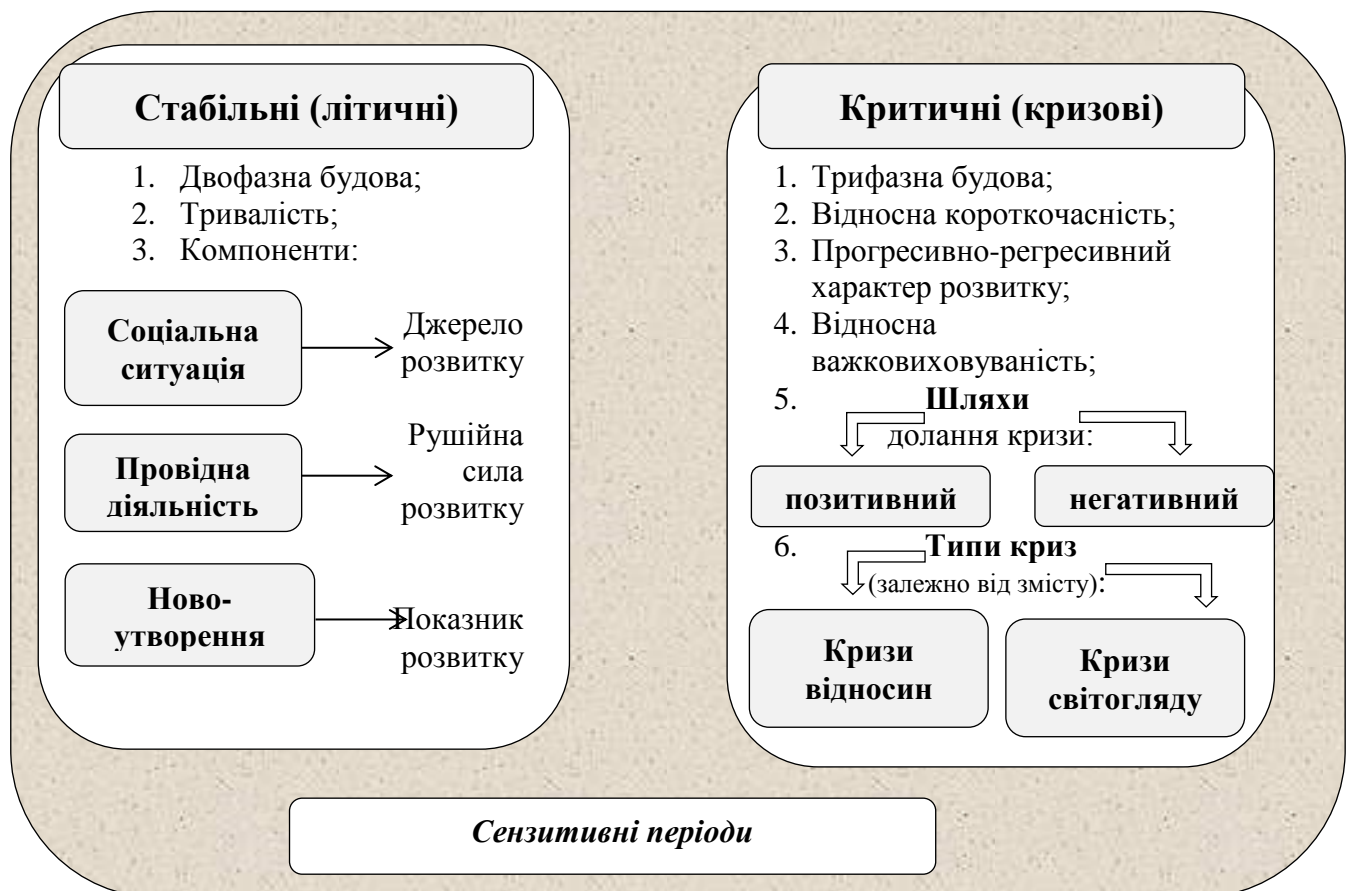 Стабільні (літичні)
1. Двофазна будова;
2. Тривалість;
3. Компоненти:
Соціальна
ситуація
Джерело
розвитку
Провідна
діяльність
Рушійна
сила
розвитку
Ново-
утворення
Показник
розвитку
Критичні (кризові)
1. Трифазна будова;
2. Відносна короткочасність;
3. Прогресивно-регресивний
характер розвитку;
4. Відносна
важковиховуваність;
5. Шляхи
долання кризи:
позитивний
негативний
6. Типи криз
(залежно від змісту):
Кризи
відносин
Кризи
світогляду
Сензитивні періоди